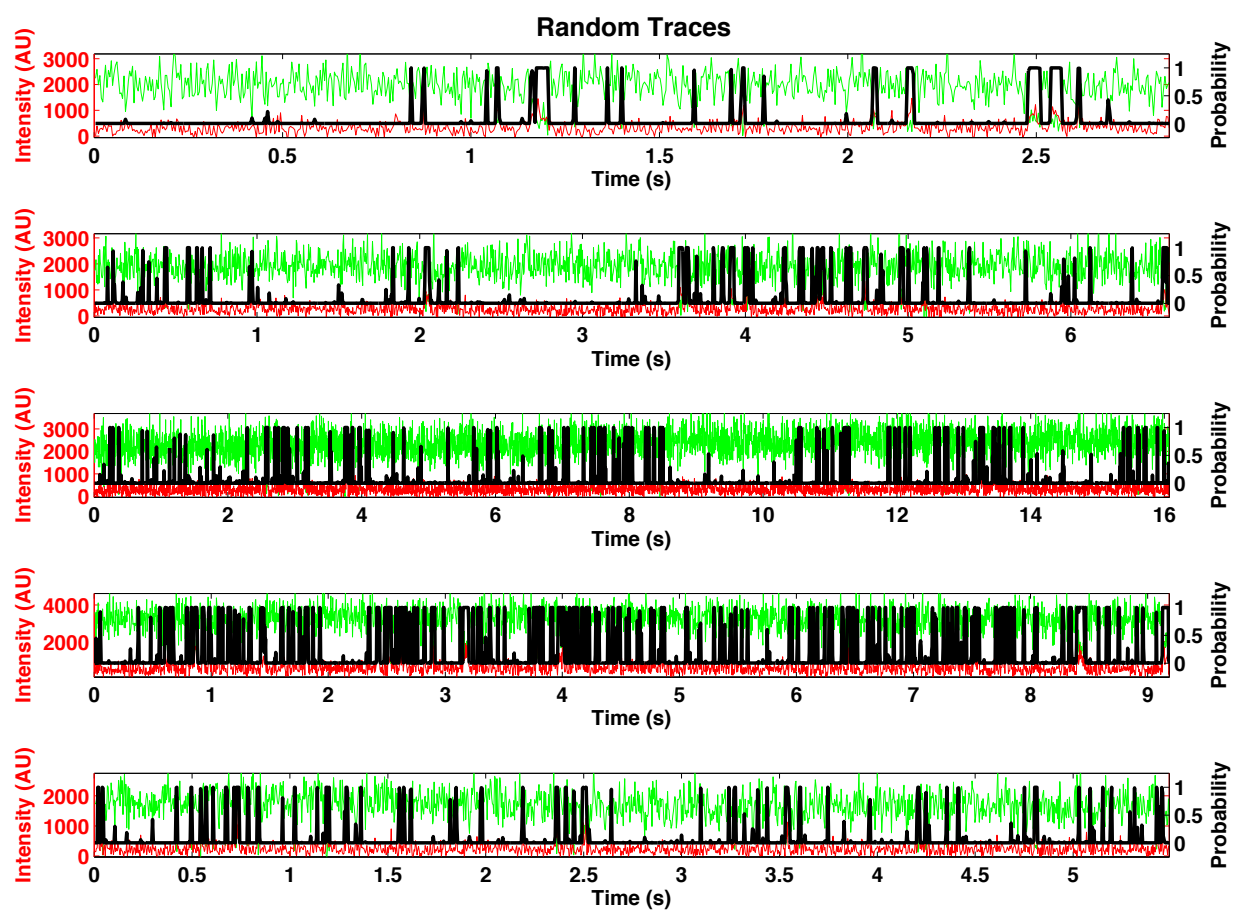 Random Traces
Intensity (AU)
3000
2000
1000
0
1
0.5
0
Probability
0 0.5 1 1.5 2 2.5
Time (s)
Intensity (AU)
3000
2000
1000
0
1
0.5
0
Probability
0 1 2 3 4 5 6
Time (s)
Intensity (AU)
3000
2000
1000
0
1
0.5
0
Probability
0 2 4 6 8 10 12 14 16
Time (s)
Intensity (AU)
4000
2000
1
0.5
0
Probability
0 1 2 3 4 5 6 7 8 9
Time (s)
Intensity (AU)
2000
1000
0
1
0.5
0
Probability
0 0.5 1 1.5 2 2.5 3 3.5 4 4.5 5
Time (s)